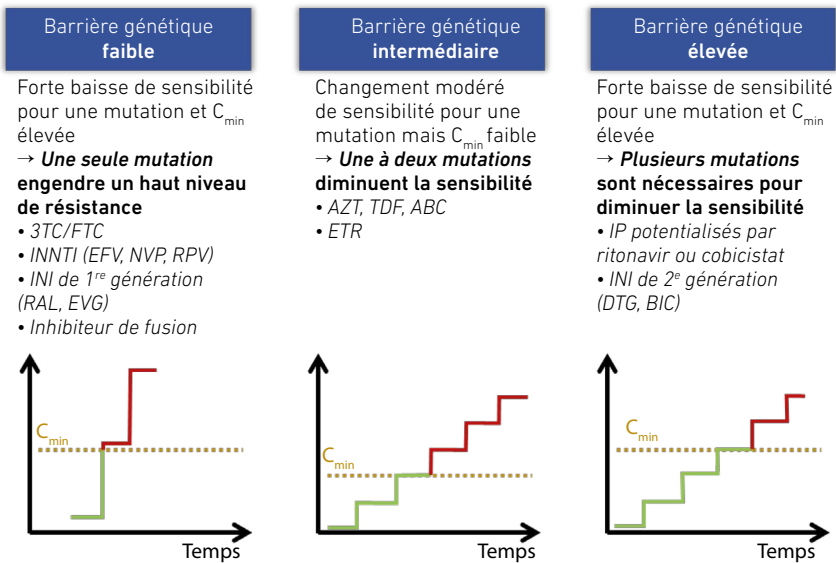 Barrière génétique
faible
Forte baisse de sensibilité
pour une mutation et Cmin
élevée
→ Une seule mutation
engendre un haut niveau
de résistance
• 3TC/FTC
• INNTI (EFV, NVP, RPV)
• INI de 1re génération
(RAL, EVG)
• Inhibiteur de fusion
Cmin
Temps
Barrière génétique
intermédiaire
Changement modéré
de sensibilité pour une
mutation mais Cmin faible
→ Une à deux mutations
diminuent la sensibilité
• AZT, TDF, ABC
• ETR
Cmin
Temps
Barrière génétique
élevée
Forte baisse de sensibilité
pour une mutation et Cmin
élevée
→ Plusieurs mutations
sont nécessaires pour
diminuer la sensibilité
• IP potentialisés par
ritonavir ou cobicistat
• INI de 2e génération
(DTG, BIC)
Cmin
Temps